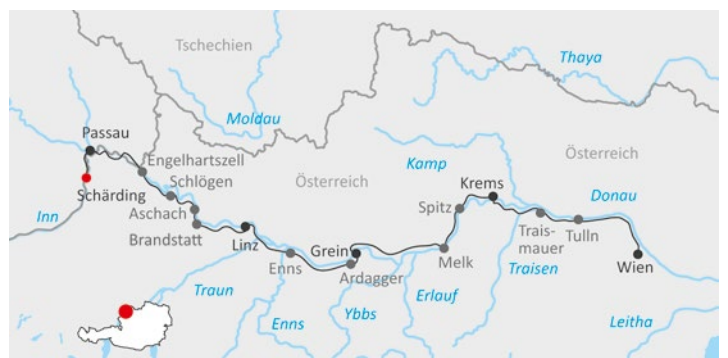 Tschechien
Thaya
Moldau
Passau
Engelhartszell
Schlögen
Kamp
Österreich
Österreich
Krems
Donau
Schärding
Spitz
Inn
Aschach
Brandstatt
Linz
Grein
Trais-
mauer
Tulln
Enns
Ardagger
Melk
Traisen
Wien
Traun
Enns
Ybbs
Erlauf
Leitha